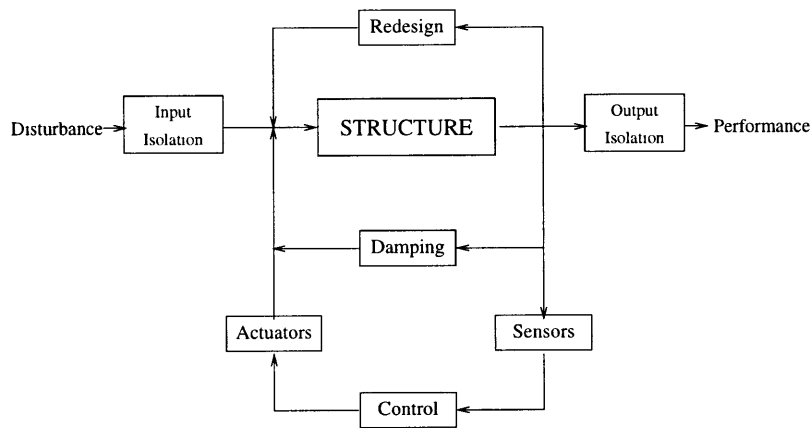 Redesign
Disturbance
Input
Isolation
STRUCTURE
Output
Isolation
Performance
Damping
Actuators
Sensors
Control